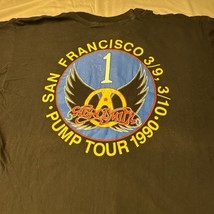 SAN FRANCISCO 3/9, 3/10
1
AEROSMITH
• PUMP TOUR 1990 •